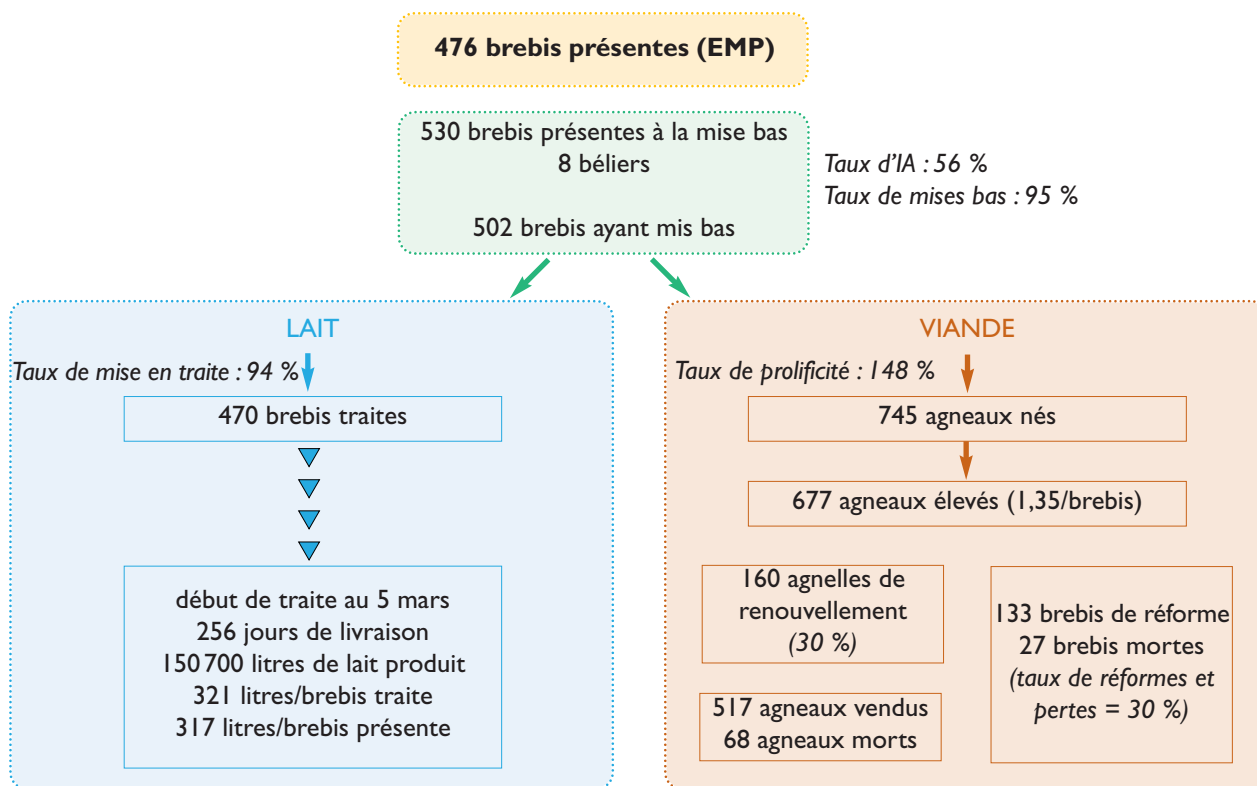 476 brebis présentes (EMP)
530 brebis présentes à la mise bas
8 béliers
502 brebis ayant mis bas
Taux d'IA : 56 %
Taux de mises bas : 95 %
LAIT
Taux de mise en traite : 94 %
470 brebis traites
début de traite au 5 mars
256 jours de livraison
150 700 litres de lait produit
321 litres/brebis traite
317 litres/brebis présente
VIANDE
Taux de prolificité : 148 %
745 agneaux nés
677 agneaux élevés (1,35/brebis)
160 agnelles de
renouvellement
(30 %)
517 agneaux vendus
68 agneaux morts
133 brebis de réforme
27 brebis mortes
(taux de réformes et
pertes = 30 %)